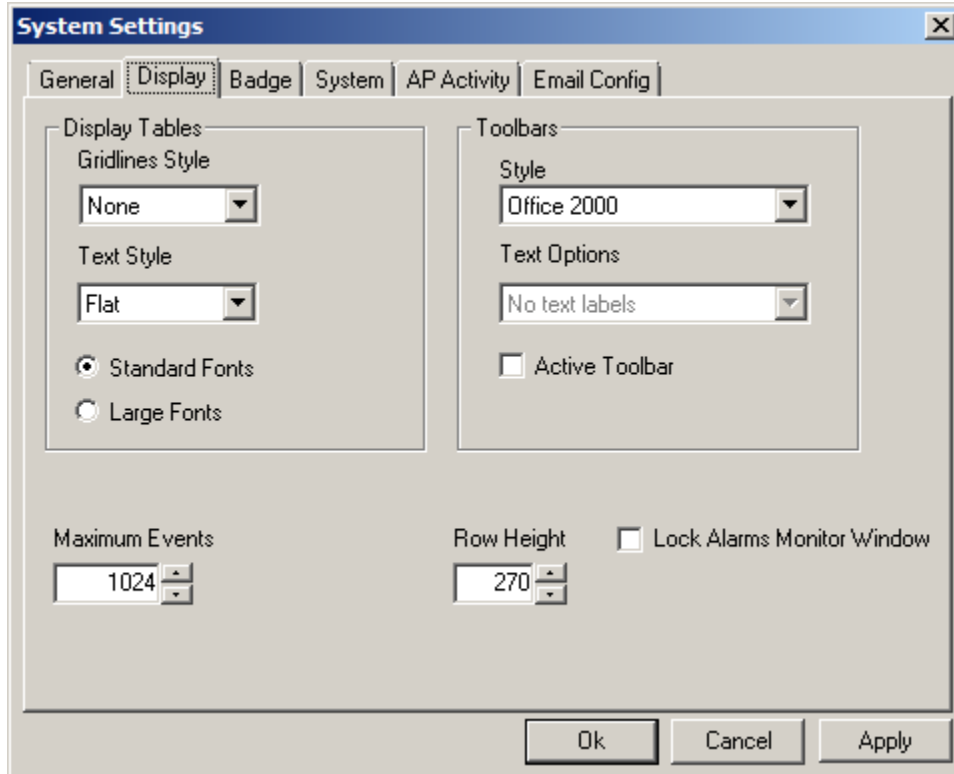 System Settings
General Display Badge System AP Activity Email Config
Display Tables
Gridlines Style
None
Text Style
Flat
Standard Fonts
Large Fonts
Toolbars
Style
Office 2000
Text Options
No text labels
Active Toolbar
Maximum Events
1024
Row Height
270
Lock Alarms Monitor Window
Ok Cancel Apply